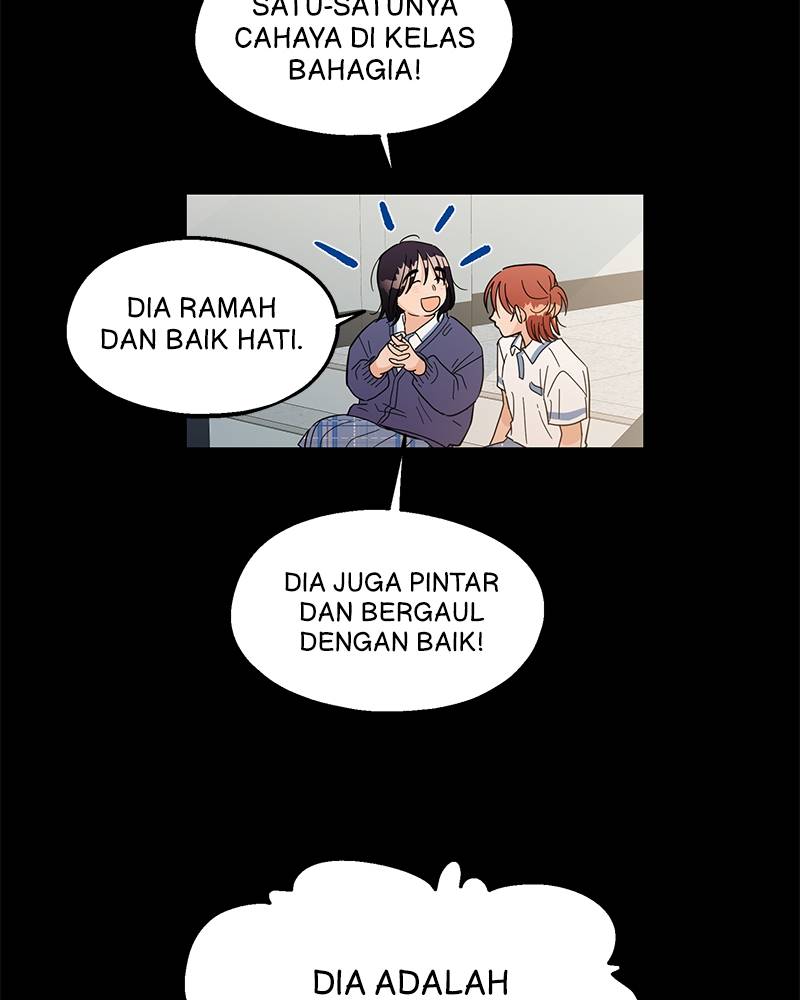 SATU-SATUNYA
CAHAYA DI KELAS
BAHAGIA!
DIA RAMAH
DAN BAIK HATI.
DIA JUGA PINTAR
DAN BERGAUL
DENGAN BAIK!
DIA ADALAH